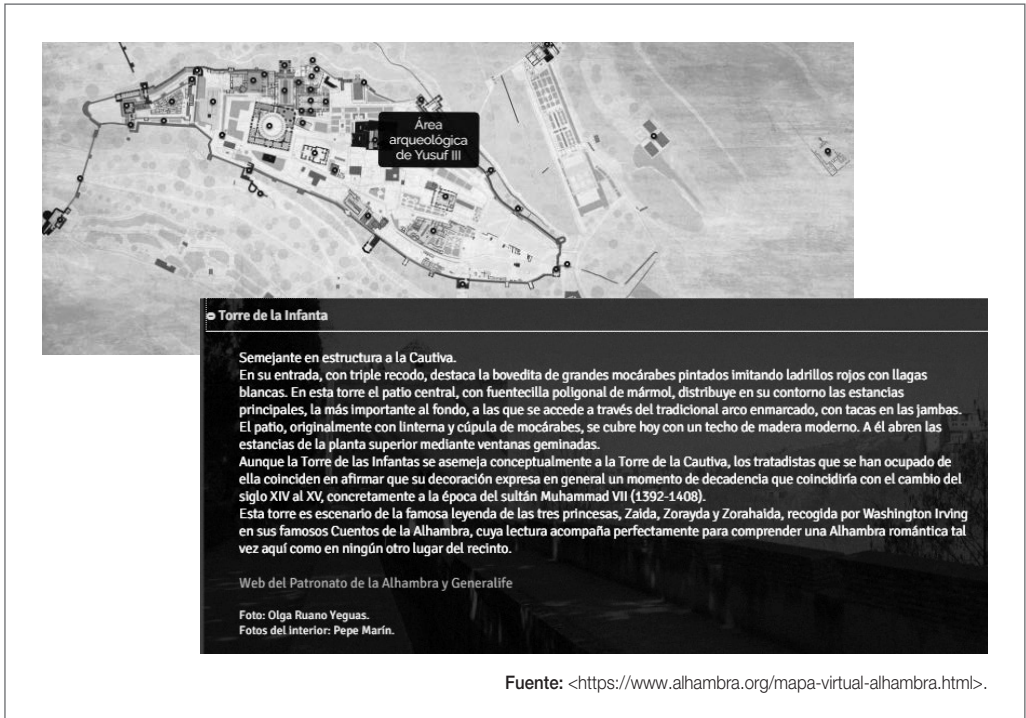 Área
arqueológica
de Yusuf III
Torre de la Infanta
Semejante en estructura a la Cautiva.
En su entrada, con triple recodo, destaca la bovedita de grandes mocárabes pintados imitando ladrillos rojos con llagas
blancas. En esta torre el patio central, con fuentecilla poligonal de mármol, distribuye en su contorno las estancias
principales, la más importante al fondo, a las que se accede a través del tradicional arco enmarcado, con tacas en las jambas.
El patio, originalmente con linterna y cúpula de mocárabes, se cubre hoy con un techo de madera moderno. A él abren las
estancias de la planta superior mediante ventanas geminadas.
Aunque la Torre de las Infantas se asemeja conceptualmente a la Torre de la Cautiva, los tratadistas que se han ocupado de
ella coinciden en afirmar que su decoración expresa en general un momento de decadencia que coincidiría con el cambio del
siglo XIV al XV, concretamente a la época del sultán Muhammad VII (1392-1408).
Esta torre es escenario de la famosa leyenda de las tres princesas, Zaida, Zorayda y Zorahaida, recogida por Washington Irving
en sus famosos Cuentos de la Alhambra, cuya lectura acompaña perfectamente para comprender una Alhambra romántica tal
vez aquí como en ningún otro lugar del recinto.
Web del Patronato de la Alhambra y Generalife
Foto: Olga Ruano Yeguas.
Fotos del interior: Pepe Marín.
Fuente: <https://www.alhambra.org/mapa-virtual-alhambra.html>.